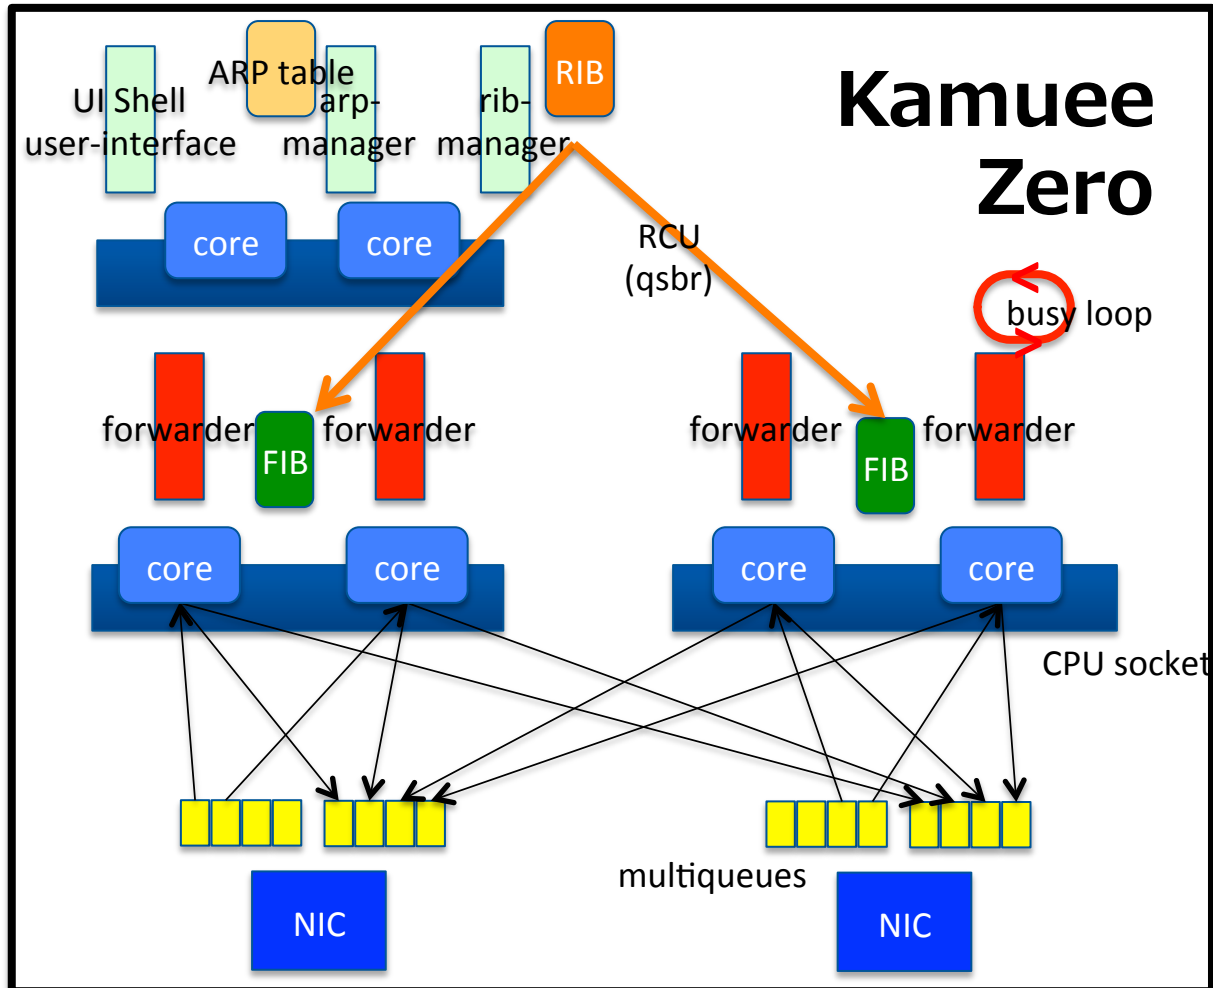 Kamuee
Zero
ARP table
RIB
UI Shell
user-interface
arp-
manager
rib-
manager
core
core
RCU
(qsbr)
busy loop
forwarder
FIB
forwarder
forwarder
FIB
forwarder
core
core
core
core
CPU socket
multiqueues
NIC
NIC